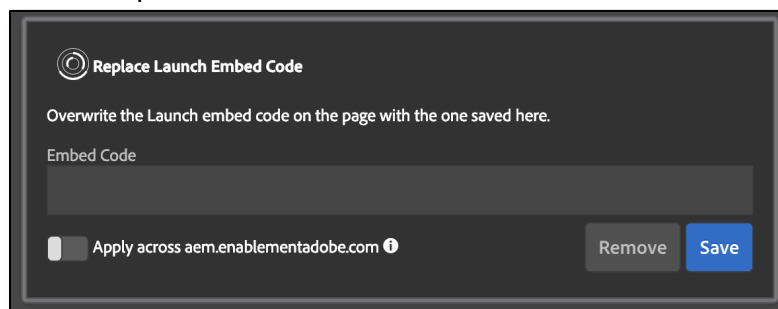 Replace Launch Embed Code
Overwrite the Launch embed code on the page with the one saved here.
Embed Code
Apply across aem.enablementadobe.com
Remove Save